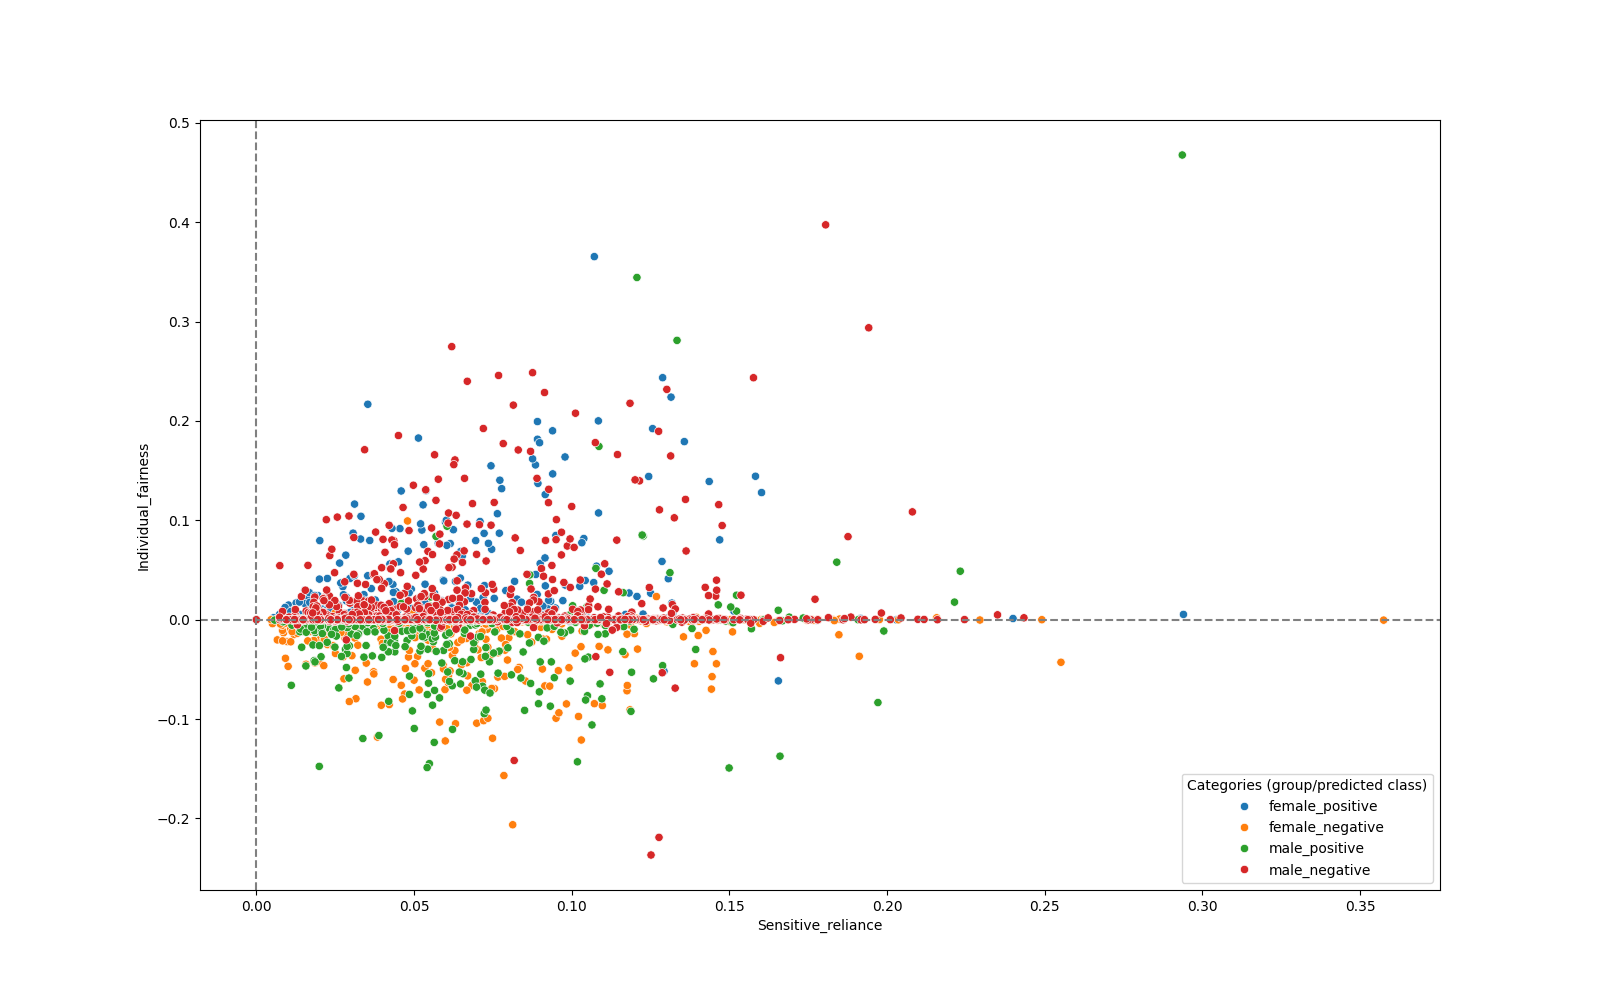 0.5
0.4
0.3
0.2
0.1
0.0
−0.1
−0.2
Individual_fairness
0.00 0.05 0.10 0.15 0.20 0.25 0.30 0.35
Sensitive_reliance
Categories (group/predicted class)
female_positive
female_negative
male_positive
male_negative